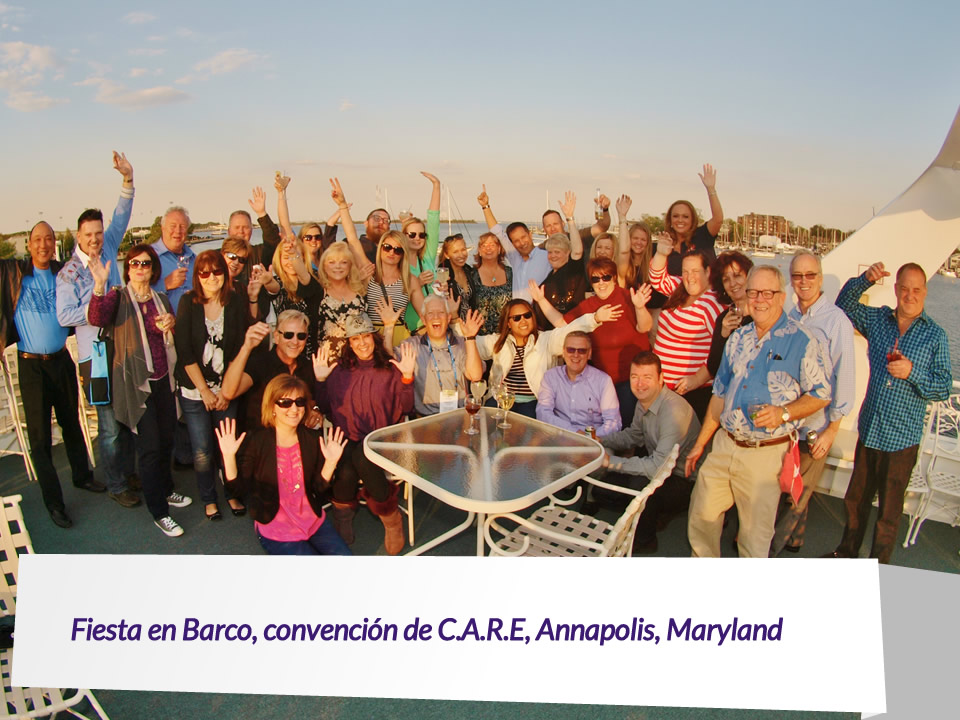 Fiesta en Barco, convención de C.A.R.E, Annapolis, Maryland